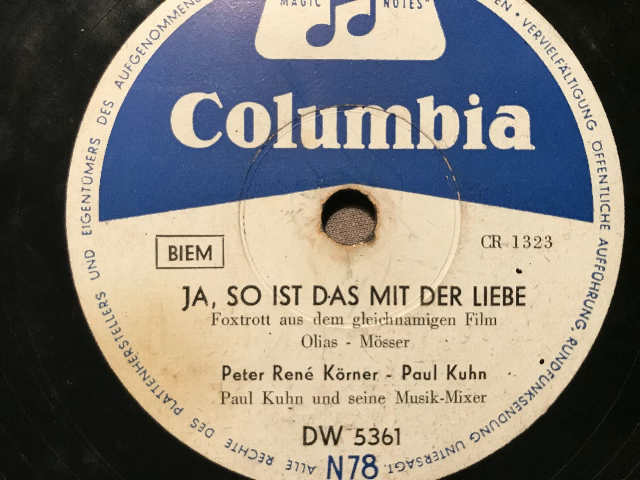 MAGIC NOTES
Columbia
BIEM
CR 1323
JA, SO IST DAS MIT DER LIEBE
Foxtrott aus dem gleichnamigen Film
Olias - Mösser
Peter René Körner - Paul Kuhn
Paul Kuhn und seine Musik-Mixer
DW 5361
N78
ALLE RECHTE DES PLATTENHERSTELLERS UND EIGENTÜMERS DES AUFGENOMMENEN
EN · VERVIELFÄLTIGUNG ÖFFENTLICHE AUFFÜHRUNG, RUNDFUNKSENDUNG UNTERSAGT.